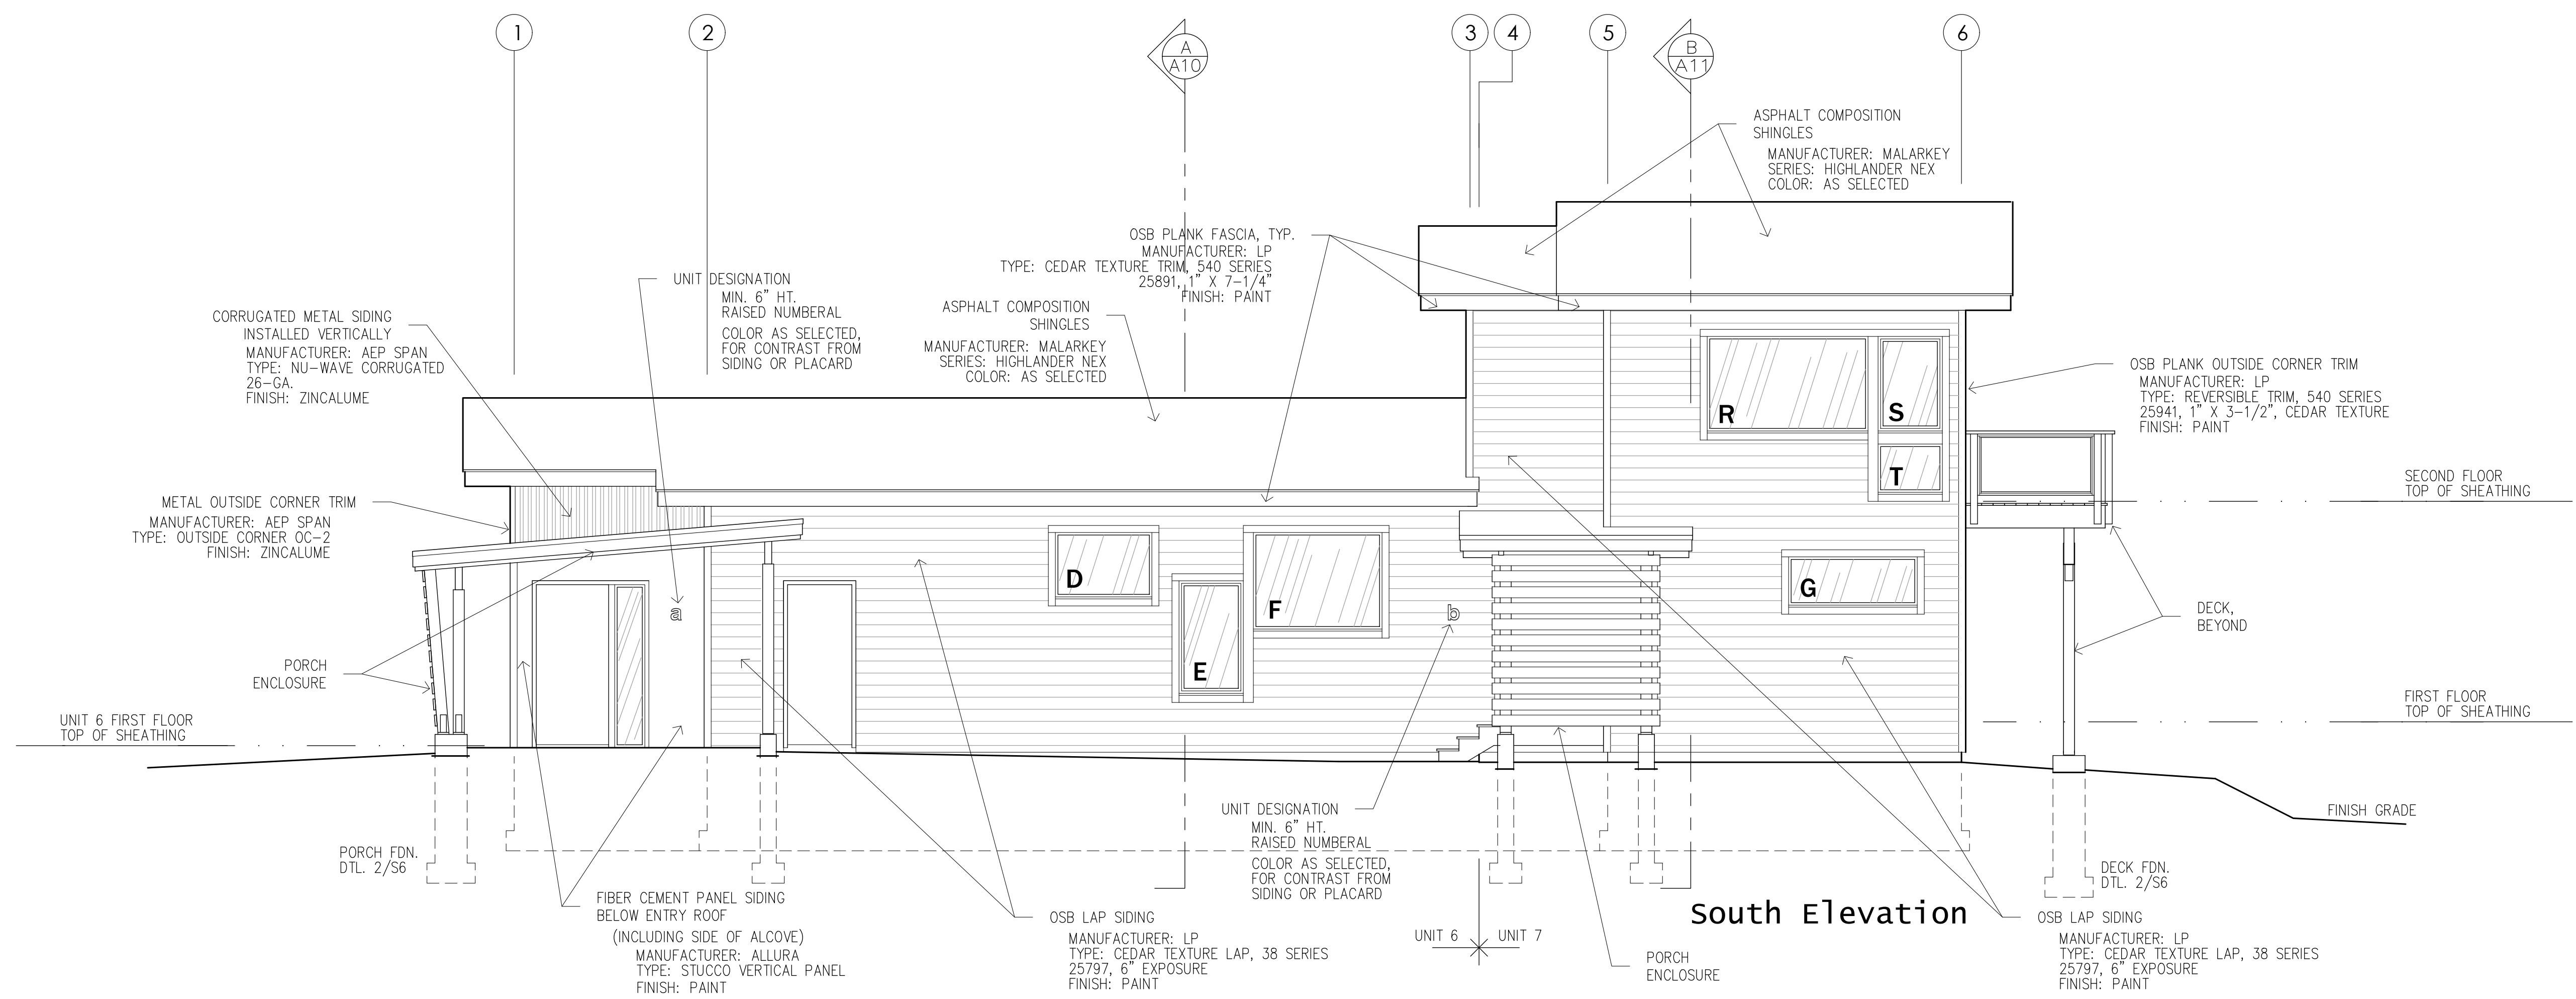 1
2
3
4
5
6
A
A10
B
A11
ASPHALT COMPOSITION
SHINGLES
MANUFACTURER: MALARKEY
SERIES: HIGHLANDER NEX
COLOR: AS SELECTED
OSB PLANK FASCIA, TYP.
MANUFACTURER: LP
TYPE: CEDAR TEXTURE TRIM, 540 SERIES
25891, 1" X 7-1/4"
FINISH: PAINT
UNIT DESIGNATION
MIN. 6" HT.
RAISED NUMBERAL
COLOR AS SELECTED,
FOR CONTRAST FROM
SIDING OR PLACARD
ASPHALT COMPOSITION
SHINGLES
MANUFACTURER: MALARKEY
SERIES: HIGHLANDER NEX
COLOR: AS SELECTED
CORRUGATED METAL SIDING
INSTALLED VERTICALLY
MANUFACTURER: AEP SPAN
TYPE: NU-WAVE CORRUGATED
26-GA.
FINISH: ZINCALUME
OSB PLANK OUTSIDE CORNER TRIM
MANUFACTURER: LP
TYPE: REVERSIBLE TRIM, 540 SERIES
25941, 1" X 3-1/2", CEDAR TEXTURE
FINISH: PAINT
R
S
T
METAL OUTSIDE CORNER TRIM
MANUFACTURER: AEP SPAN
TYPE: OUTSIDE CORNER OC-2
FINISH: ZINCALUME
SECOND FLOOR
TOP OF SHEATHING
D
E
F
G
a
b
DECK,
BEYOND
PORCH
ENCLOSURE
UNIT 6 FIRST FLOOR
TOP OF SHEATHING
FIRST FLOOR
TOP OF SHEATHING
FINISH GRADE
UNIT DESIGNATION
MIN. 6" HT.
RAISED NUMBERAL
COLOR AS SELECTED,
FOR CONTRAST FROM
SIDING OR PLACARD
PORCH FDN.
DTL. 2/S6
DECK FDN.
DTL. 2/S6
FIBER CEMENT PANEL SIDING
BELOW ENTRY ROOF
(INCLUDING SIDE OF ALCOVE)
MANUFACTURER: ALLURA
TYPE: STUCCO VERTICAL PANEL
FINISH: PAINT
OSB LAP SIDING
MANUFACTURER: LP
TYPE: CEDAR TEXTURE LAP, 38 SERIES
25797, 6" EXPOSURE
FINISH: PAINT
UNIT 6
UNIT 7
South Elevation
PORCH
ENCLOSURE
OSB LAP SIDING
MANUFACTURER: LP
TYPE: CEDAR TEXTURE LAP, 38 SERIES
25797, 6" EXPOSURE
FINISH: PAINT